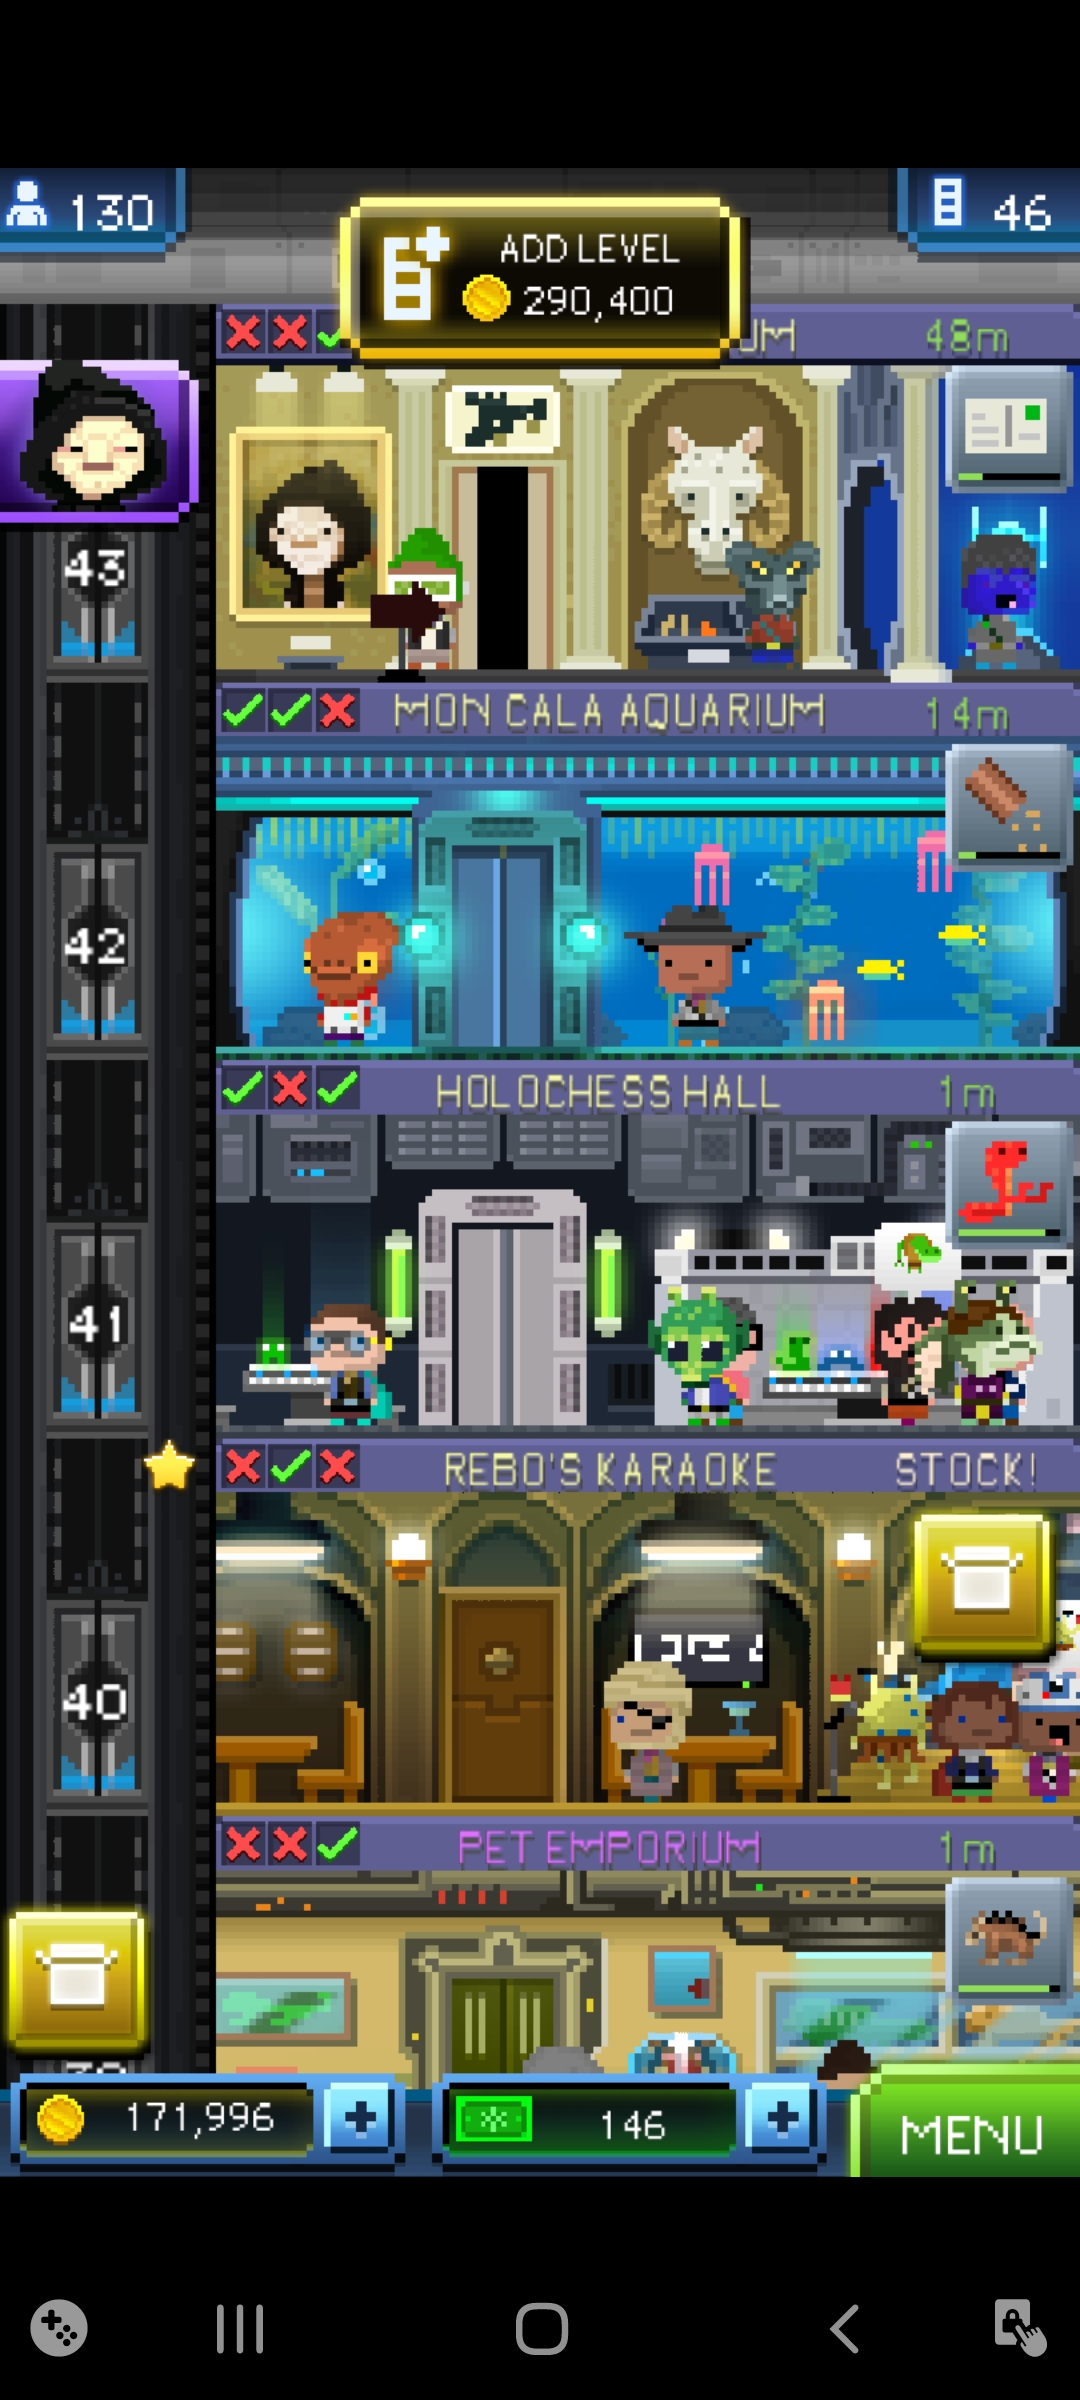 130
ADD LEVEL
290,400
46
UM
48m
43
MON CALA AQUARIUM
14m
42
HOLOCHESS HALL
1m
41
REBO'S KARAOKE
STOCK!
40
PET EMPORIUM
1m
171,996
146
MENU